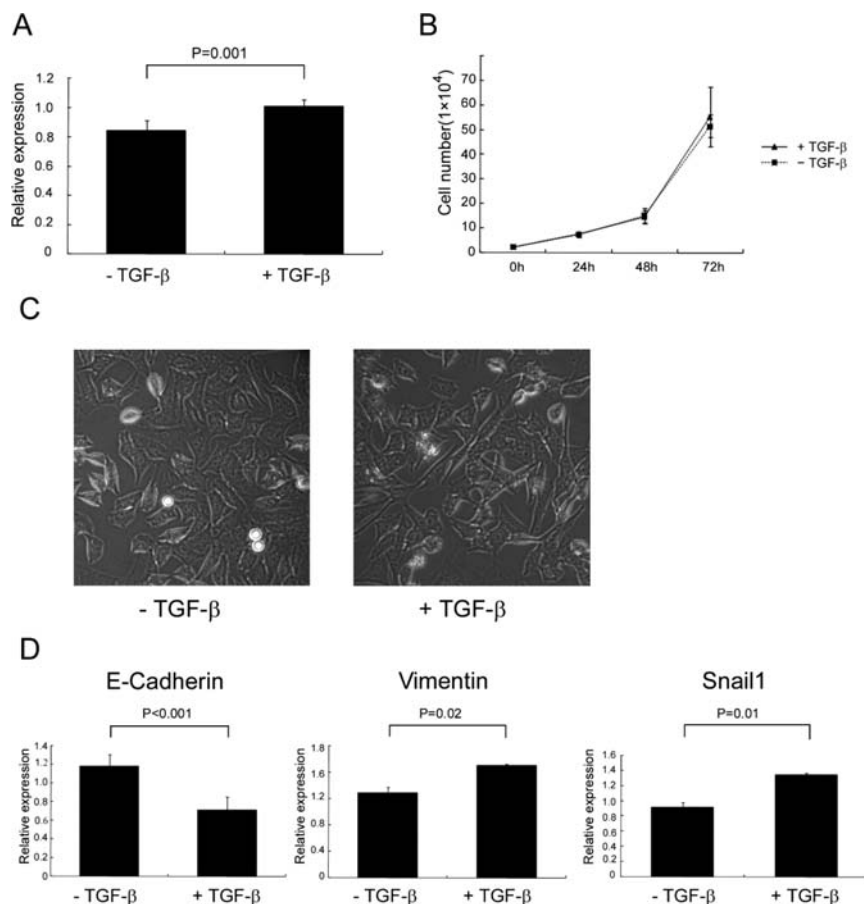 A
P=0.001
Relative expression
1.2
1.0
0.8
0.6
0.4
0.2
0
- TGF-β
+ TGF-β
B
Cell number(1×10⁴)
70
60
50
40
30
20
10
0
0h
24h
48h
72h
+ TGF-β
− TGF-β
C
- TGF-β
+ TGF-β
D
E-Cadherin
P<0.001
Relative expression
1.4
1.2
1.0
0.8
0.6
0.4
0.2
0
- TGF-β
+ TGF-β
Vimentin
P=0.02
Relative expression
1.8
1.6
1.2
0.8
0.4
0
- TGF-β
+ TGF-β
Snail1
P=0.01
Relative expression
1.6
1.4
1.2
1.0
0.8
0.6
0.4
0.2
0
- TGF-β
+ TGF-β